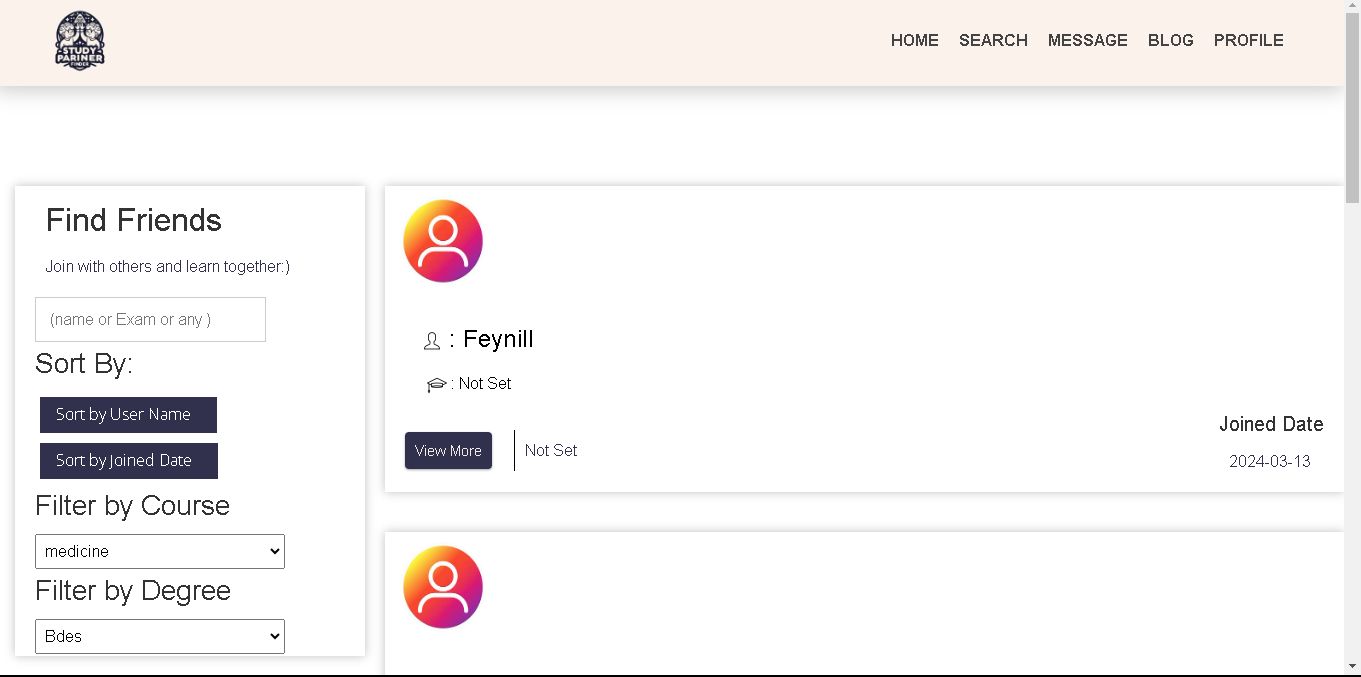 STUDY
PARINER
FINDER
HOME SEARCH MESSAGE BLOG PROFILE
Find Friends
Join with others and learn together:)
(name or Exam or any )
Sort By:
Sort by User Name
Sort by Joined Date
Filter by Course
medicine
Filter by Degree
Bdes
: Feynill
: Not Set
View More
Not Set
Joined Date
2024-03-13